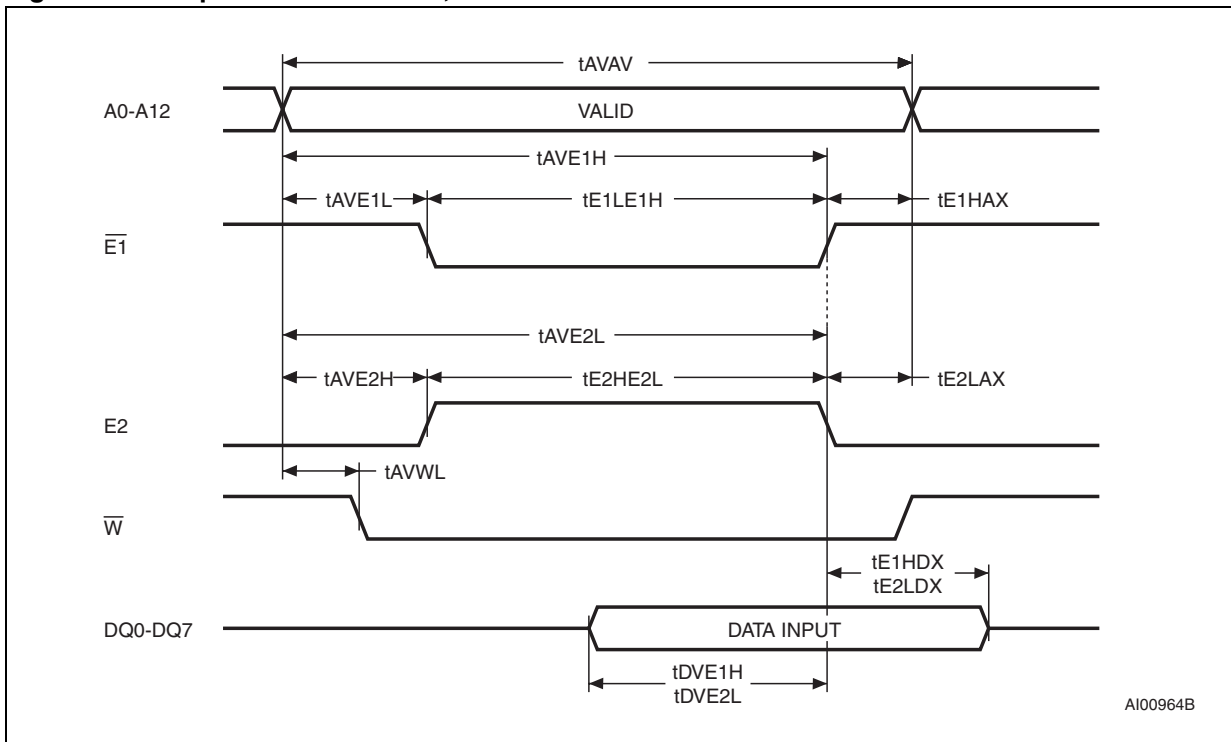 tAVAV
A0-A12
VALID
tAVE1H
tAVE1L
tE1LE1H
tE1HAX
E1
tAVE2L
tAVE2H
tE2HE2L
tE2LAX
E2
tAVWL
W
tE1HDX
tE2LDX
DQ0-DQ7
DATA INPUT
tDVE1H
tDVE2L
AI00964B